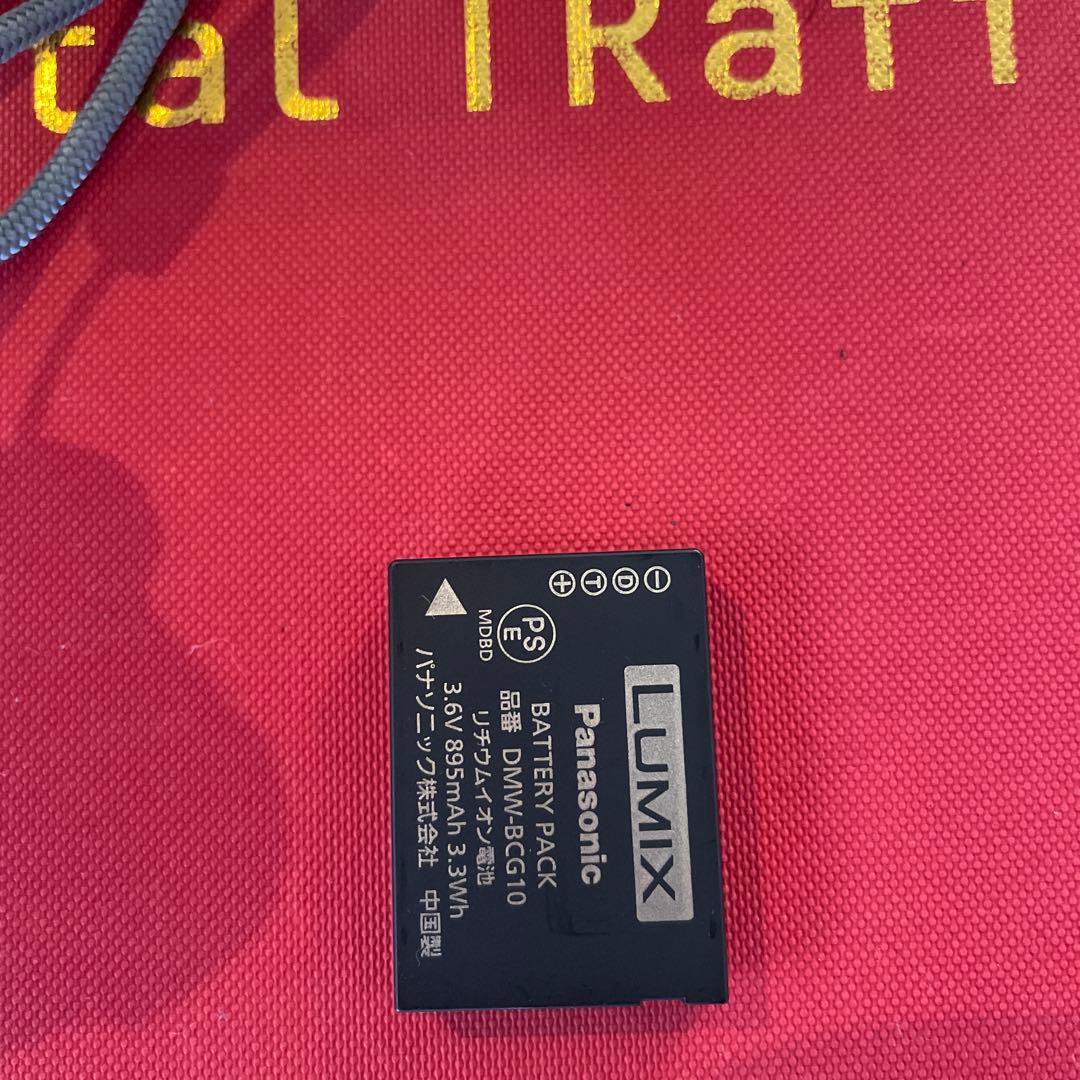 tal TRaft
LUMIX
Panasonic
BATTERY PACK
品番 DMW-BCG10
リチウムイオン電池
3.6V 895mAh 3.3Wh
パナソニック株式会社 中国製
− D T +
PS
E
MDBD